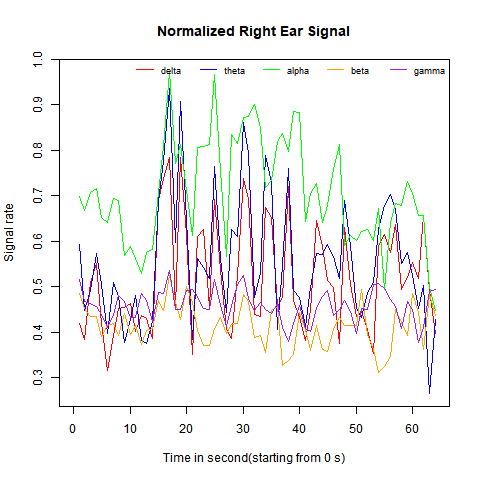 Normalized Right Ear Signal
delta theta alpha beta gamma
Signal rate
1.0
0.9
0.8
0.7
0.6
0.5
0.4
0.3
0 10 20 30 40 50 60
Time in second(starting from 0 s)